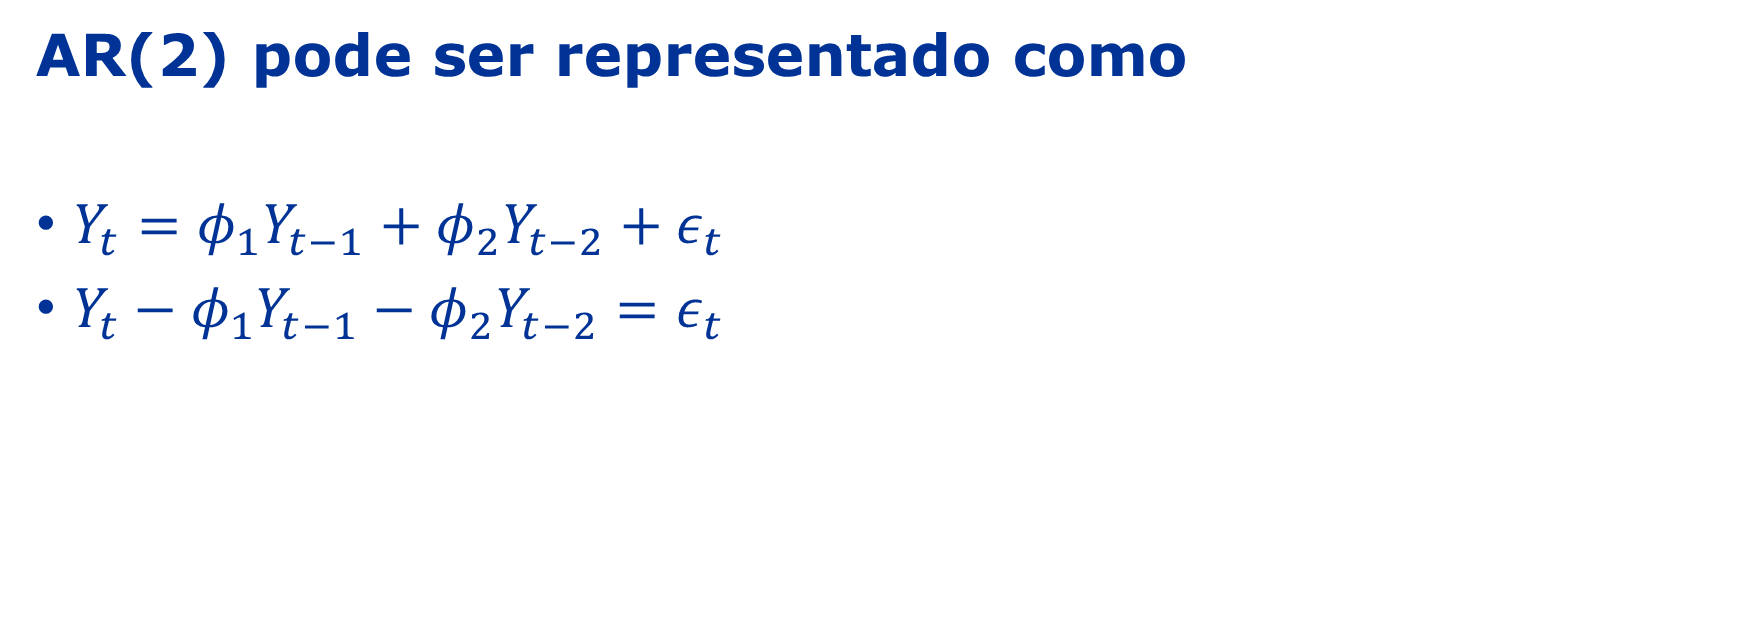 AR(2) pode ser representado como
• Yₜ = ϕ₁Yₜ₋₁ + ϕ₂Yₜ₋₂ + ϵₜ
• Yₜ − ϕ₁Yₜ₋₁ − ϕ₂Yₜ₋₂ = ϵₜ